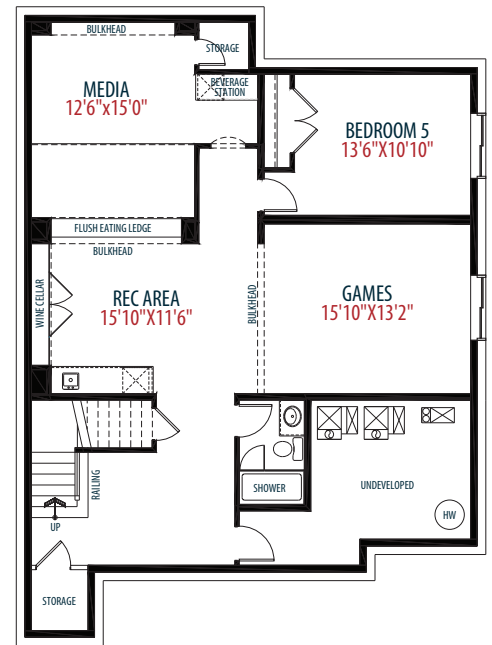 BULKHEAD
STORAGE
MEDIA
12'6"x15'0"
BEVERAGE
STATION
BEDROOM 5
13'6"X10'10"
FLUSH EATING LEDGE
BULKHEAD
WINE CELLAR
REC AREA
15'10"X11'6"
BULKHEAD
GAMES
15'10"X13'2"
RAILING
UP
SHOWER
UNDEVELOPED
HW
STORAGE